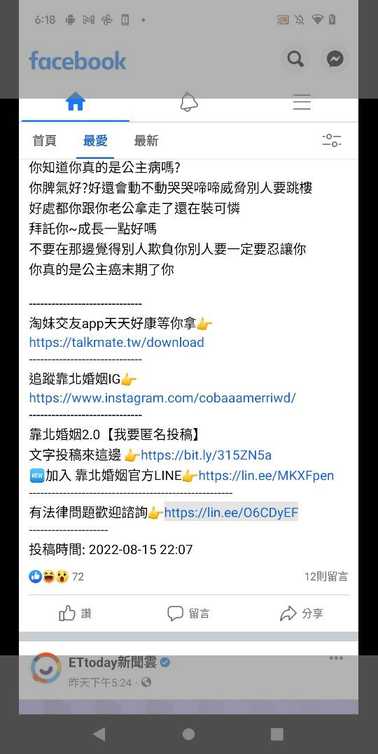 6:18
facebook
首頁 最愛 最新
你知道你真的是公主病嗎?
你脾氣好?好還會動不動哭哭啼啼威脅別人要跳樓
好處都你跟你老公拿走了還在裝可憐
拜託你~成長一點好嗎
不要在那邊覺得別人欺負你別人要一定要忍讓你
你真的是公主癌末期了你
------------------------------
淘妹交友app天天好康等你拿👉
https://talkmate.tw/download
------------------------------
追蹤靠北婚姻IG👉
https://www.instagram.com/cobaaamerriwd/
------------------------------
靠北婚姻2.0【我要匿名投稿】
文字投稿來這邊 👉https://bit.ly/315ZN5a
🆕加入 靠北婚姻官方LINE👉https://lin.ee/MKXFpen
------------------------------------------------------
有法律問題歡迎諮詢👉https://lin.ee/O6CDyEF
---------------------
投稿時間: 2022-08-15 22:07
72 12則留言
讚 留言 分享
ETtoday新聞雲
昨天下午5:24